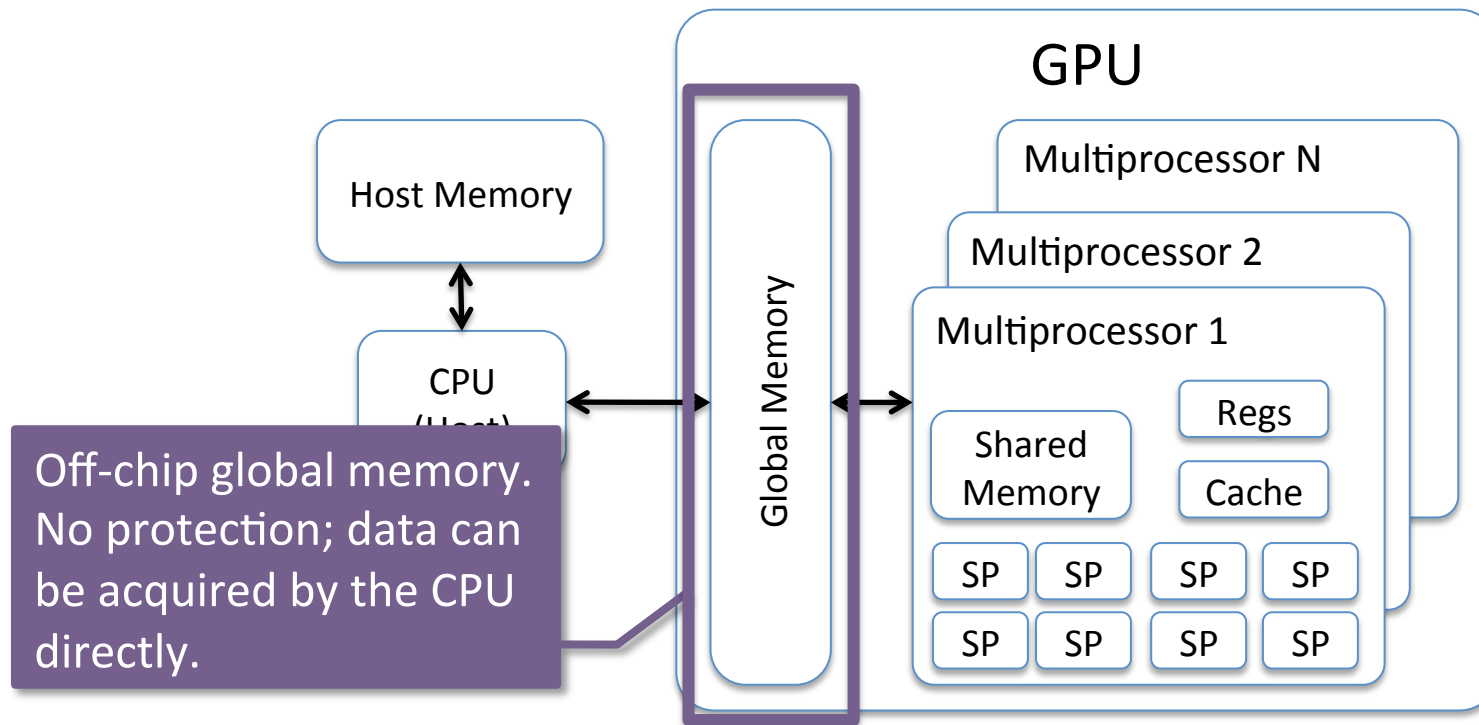 GPU
Multiprocessor N
Multiprocessor 2
Multiprocessor 1
Host Memory
CPU
(Host)
Global Memory
Shared
Memory
Regs
Cache
SP SP SP SP
SP SP SP SP
Off-chip global memory.
No protection; data can
be acquired by the CPU
directly.